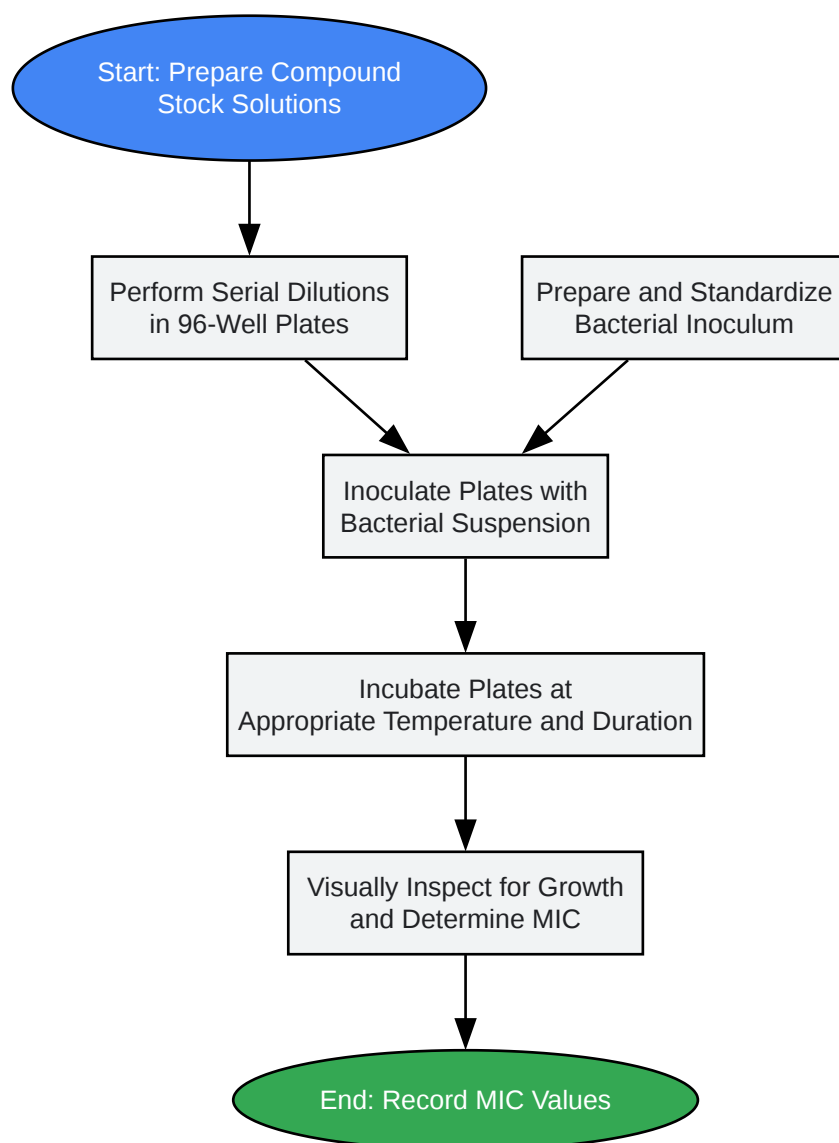 Start: Prepare Compound
Stock Solutions
Perform Serial Dilutions
in 96-Well Plates
Prepare and Standardize
Bacterial Inoculum
Inoculate Plates with
Bacterial Suspension
Incubate Plates at
Appropriate Temperature and Duration
Visually Inspect for Growth
and Determine MIC
End: Record MIC Values